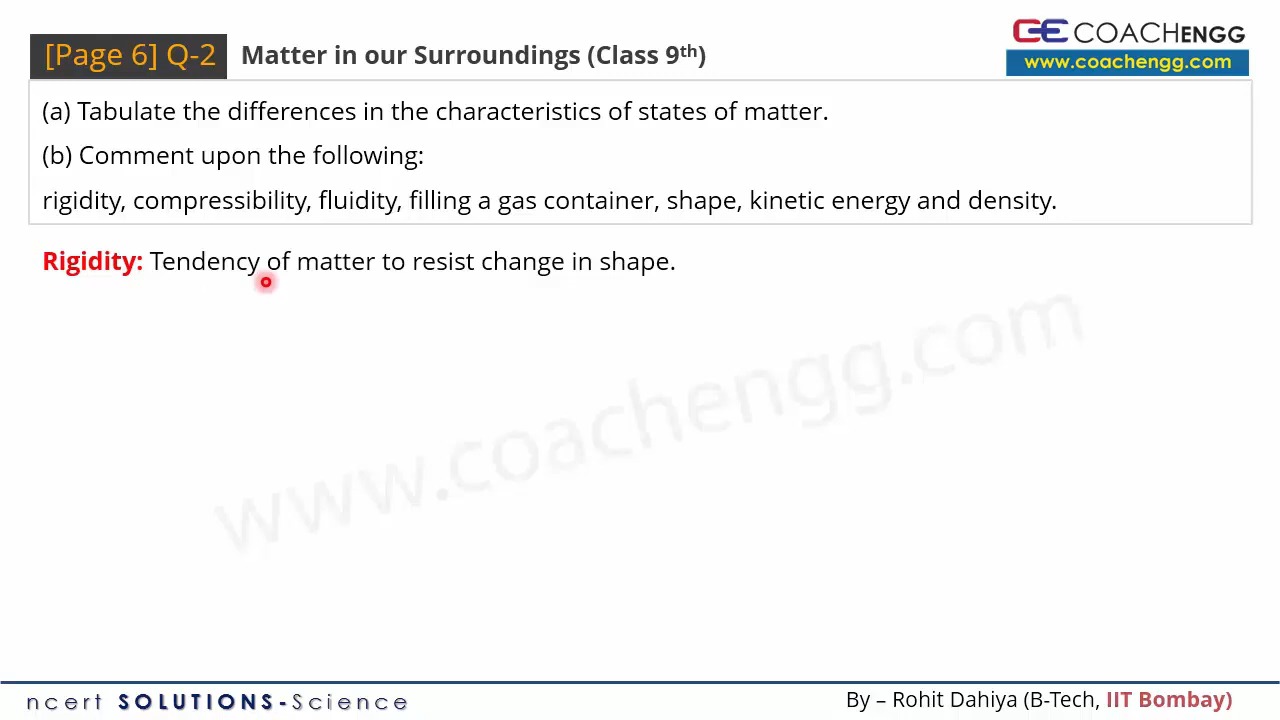 [Page 6] Q-2 Matter in our Surroundings (Class 9th)
CE COACHENGG
www.coachengg.com
(a) Tabulate the differences in the characteristics of states of matter.
(b) Comment upon the following:
rigidity, compressibility, fluidity, filling a gas container, shape, kinetic energy and density.
Rigidity: Tendency of matter to resist change in shape.
www.coachengg.com
ncert SOLUTIONS-Science
By – Rohit Dahiya (B-Tech, IIT Bombay)